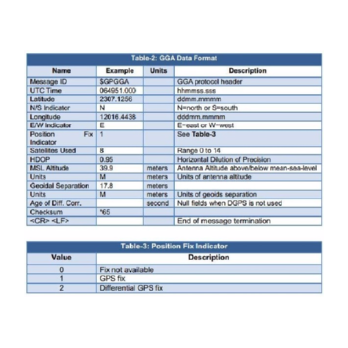 Table-2: GGA Data Format
Name Example Units Description
Message ID $GPGGA GGA protocol header
UTC Time 064951.000 hhmmss.sss
Latitude 2307.1256 ddmm.mmmm
N/S Indicator N N=north or S=south
Longitude 12016.4438 dddmm.mmmm
E/W Indicator E E=east or W=west
Position Fix 1 See Table-3
Indicator
Satellites Used 8 Range 0 to 14
HDOP 0.95 Horizontal Dilution of Precision
MSL Altitude 39.9 meters Antenna Altitude above/below mean-sea-level
Units M meters Units of antenna altitude
Geoidal Separation 17.8 meters
Units M meters Units of geoids separation
Age of Diff. Corr. second Null fields when DGPS is not used
Checksum *65
<CR> <LF> End of message termination
Table-3: Position Fix Indicator
Value Description
0 Fix not available
1 GPS fix
2 Differential GPS fix